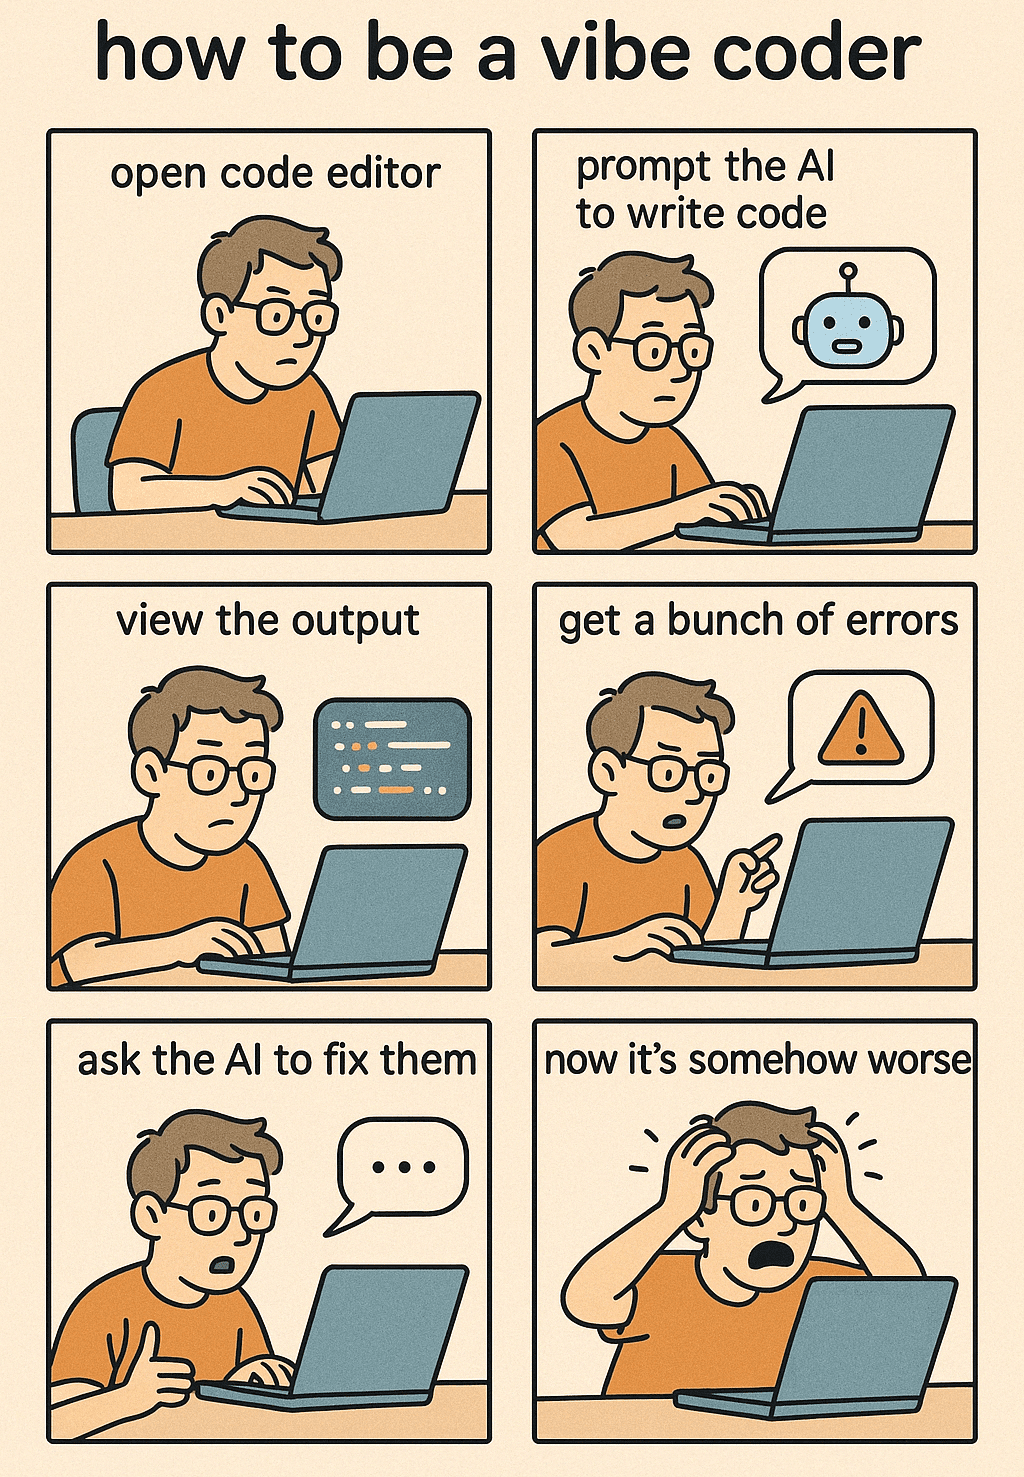 how to be a vibe coder
open code editor
prompt the AI
to write code
view the output
get a bunch of errors
ask the AI to fix them
now it's somehow worse